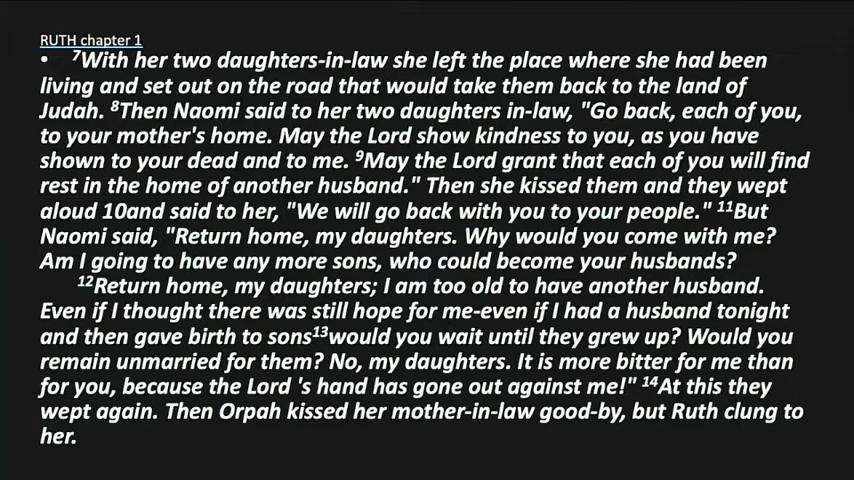 RUTH chapter 1
• ⁷With her two daughters-in-law she left the place where she had been
living and set out on the road that would take them back to the land of
Judah. ⁸Then Naomi said to her two daughters in-law, "Go back, each of you,
to your mother's home. May the Lord show kindness to you, as you have
shown to your dead and to me. ⁹May the Lord grant that each of you will find
rest in the home of another husband." Then she kissed them and they wept
aloud 10and said to her, "We will go back with you to your people." ¹¹But
Naomi said, "Return home, my daughters. Why would you come with me?
Am I going to have any more sons, who could become your husbands?
¹²Return home, my daughters; I am too old to have another husband.
Even if I thought there was still hope for me-even if I had a husband tonight
and then gave birth to sons¹³would you wait until they grew up? Would you
remain unmarried for them? No, my daughters. It is more bitter for me than
for you, because the Lord 's hand has gone out against me!" ¹⁴At this they
wept again. Then Orpah kissed her mother-in-law good-by, but Ruth clung to
her.